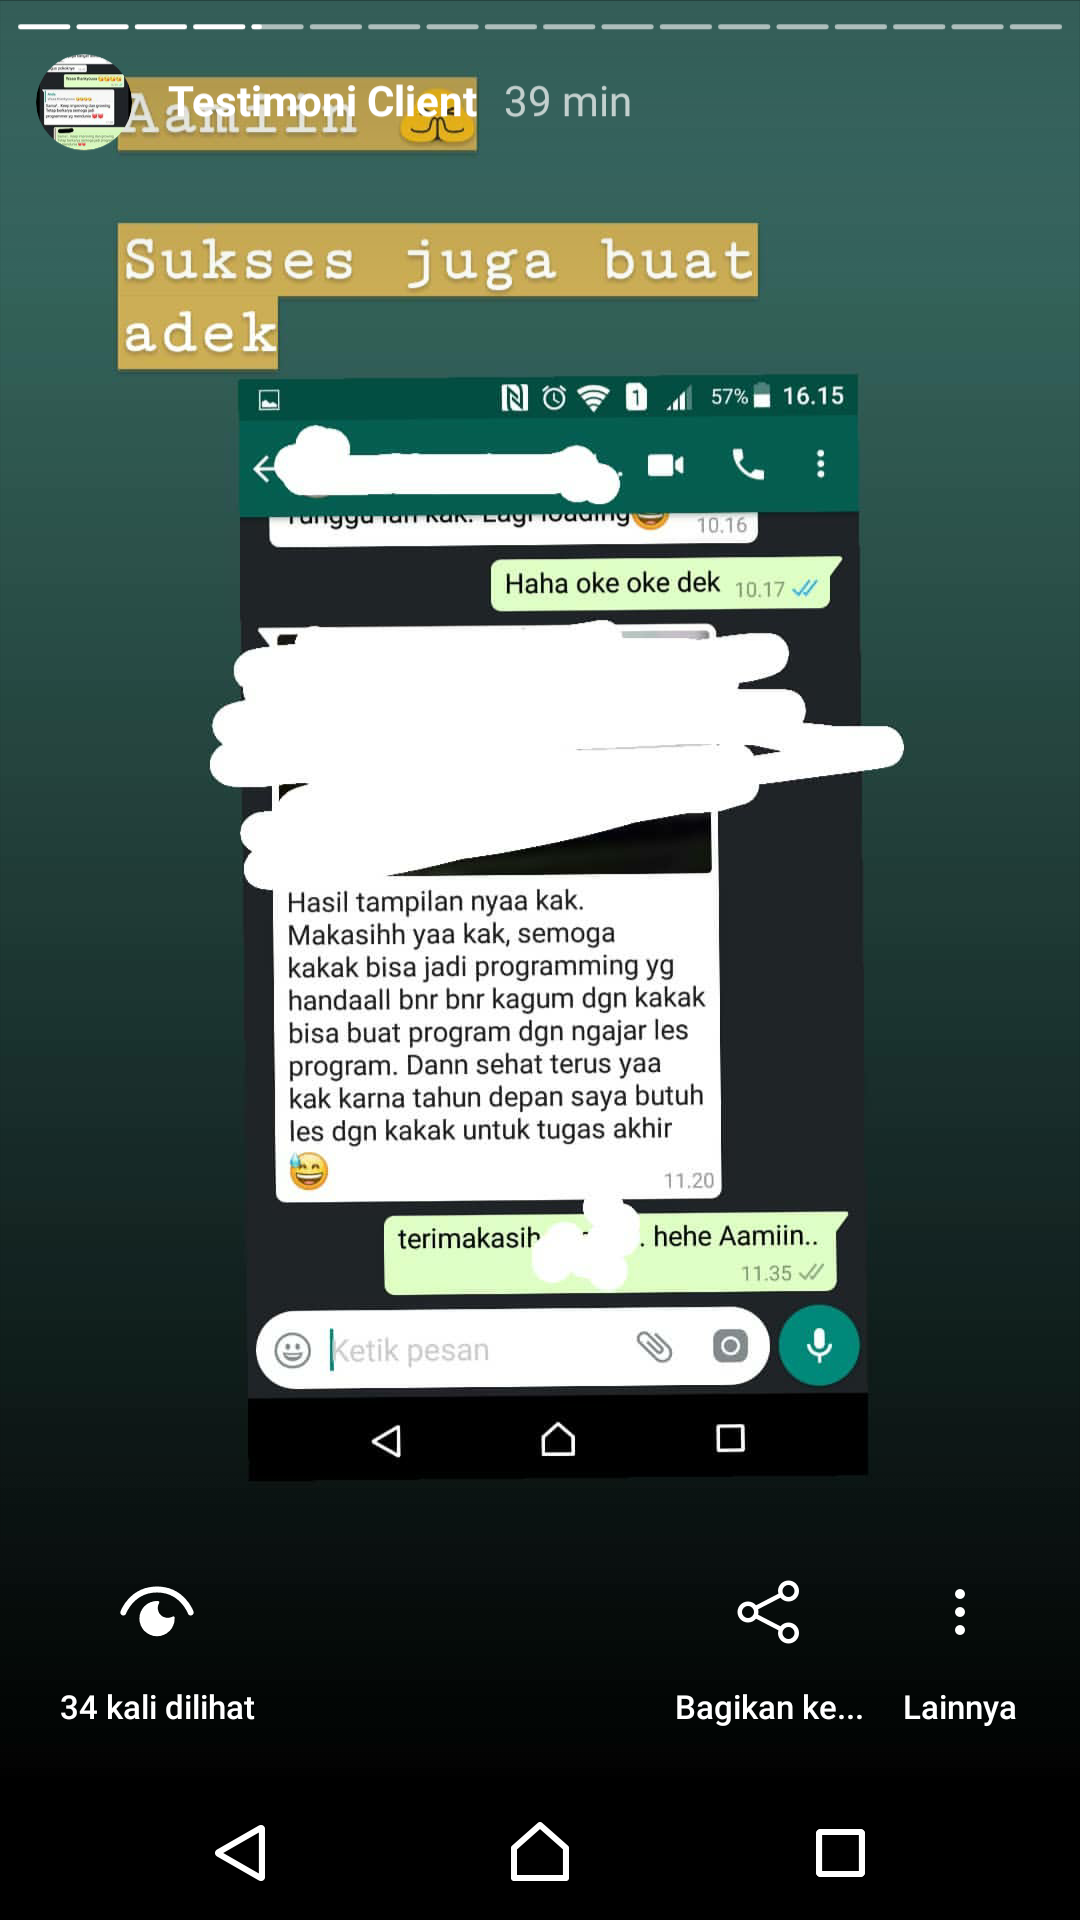 Testimoni Client 39 min
Aamiin
Sukses juga buat
adek
57% 16.15
Tunggu lah kak. Lagi loading 10.16
Haha oke oke dek 10.17
Hasil tampilan nyaa kak.
Makasihh yaa kak, semoga
kakak bisa jadi programming yg
handaall bnr bnr kagum dgn kakak
bisa buat program dgn ngajar les
program. Dann sehat terus yaa
kak karna tahun depan saya butuh
les dgn kakak untuk tugas akhir
11.20
terimakasih . hehe Aamiin..
11.35
Ketik pesan
34 kali dilihat
Bagikan ke...
Lainnya